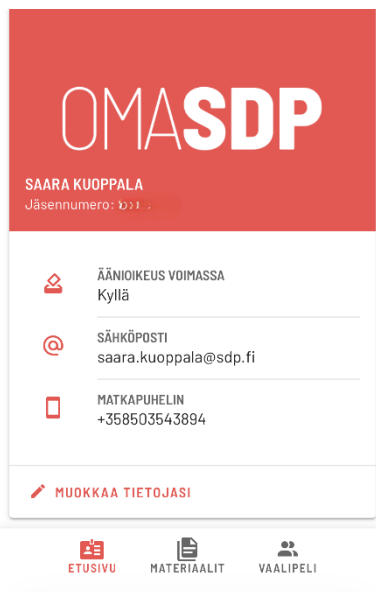 OMASDP
SAARA KUOPPALA
Jäsennumero:
ÄÄNIOIKEUS VOIMASSA
Kyllä
SÄHKÖPOSTI
saara.kuoppala@sdp.fi
MATKAPUHELIN
+358503543894
MUOKKAA TIETOJASI
ETUSIVU
MATERIAALIT
VAALIPELI